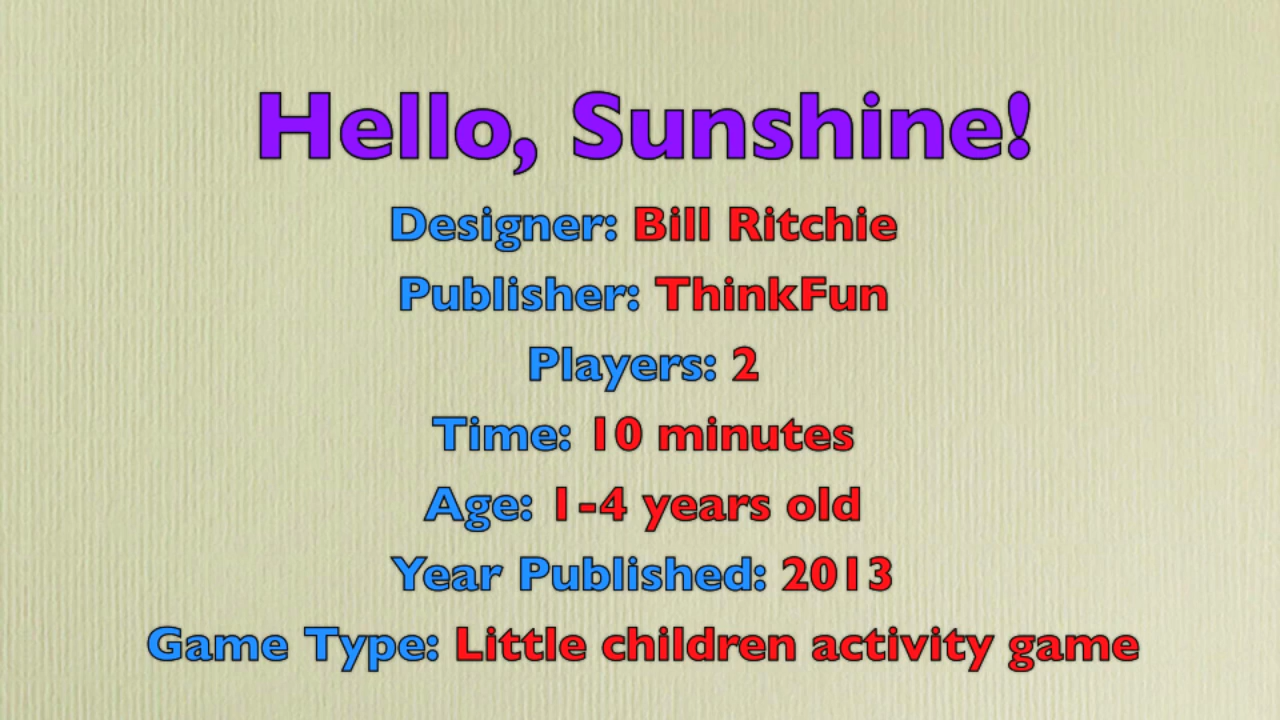 Hello, Sunshine!
Designer: Bill Ritchie
Publisher: ThinkFun
Players: 2
Time: 10 minutes
Age: 1-4 years old
Year Published: 2013
Game Type: Little children activity game